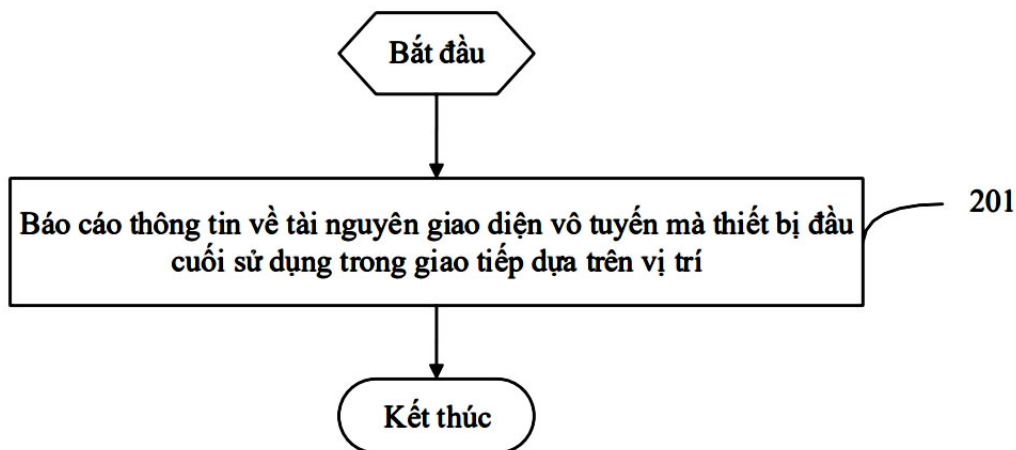 Bắt đầu
Báo cáo thông tin về tài nguyên giao diện vô tuyến mà thiết bị đầu
cuối sử dụng trong giao tiếp dựa trên vị trí
201
Kết thúc